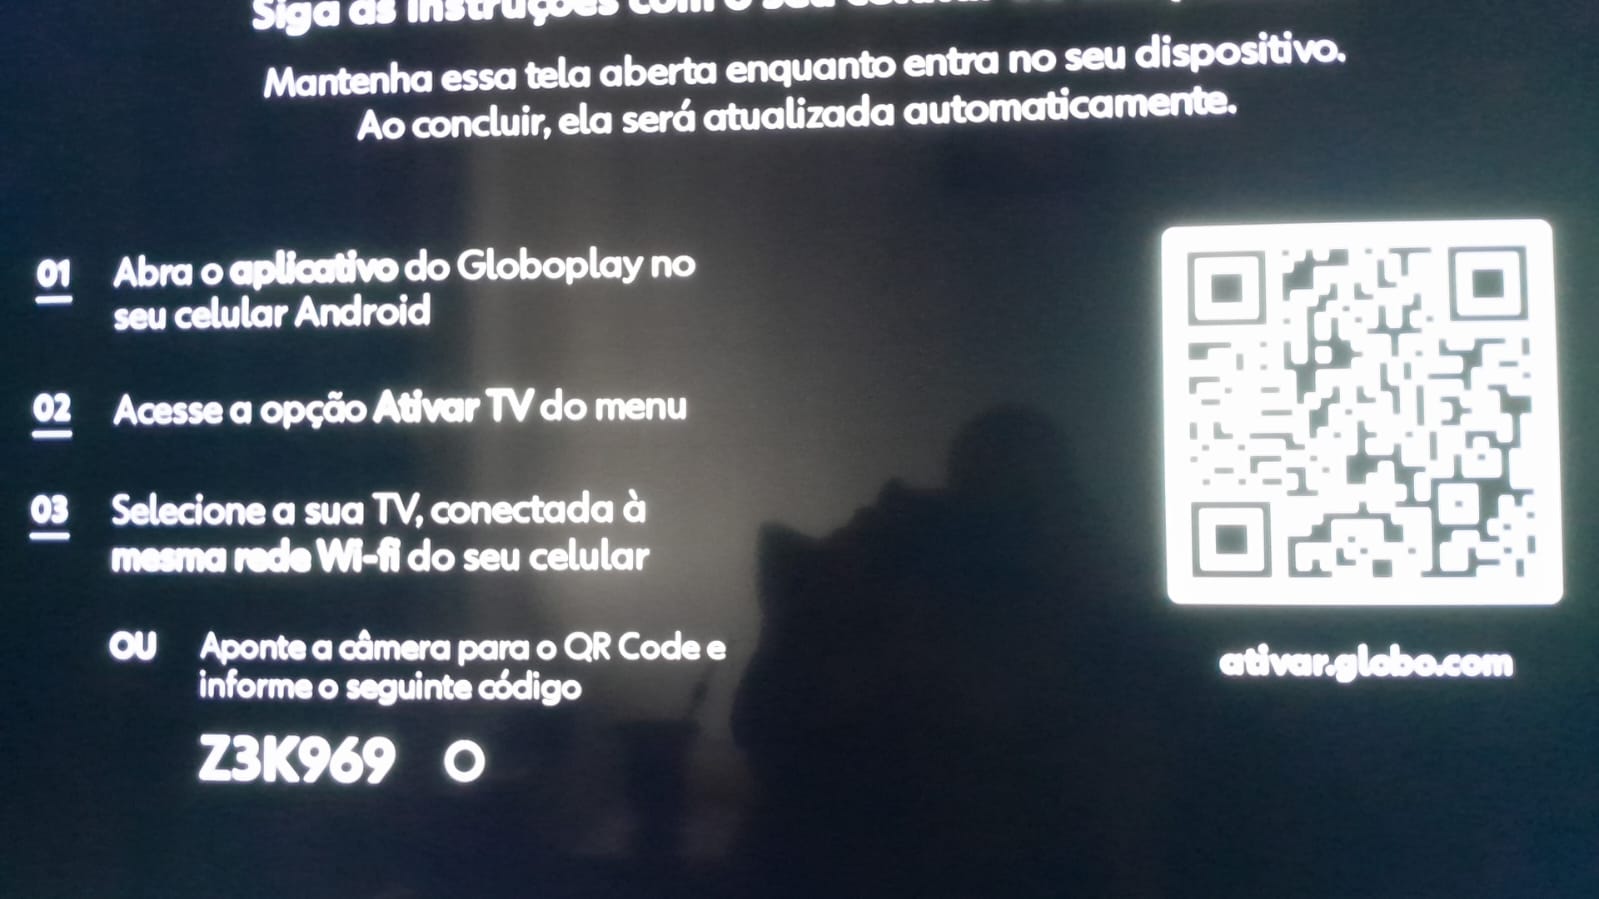 Siga as instruções com o seu
Mantenha essa tela aberta enquanto entra no seu dispositivo.
Ao concluir, ela será atualizada automaticamente.
01 Abra o aplicativo do Globoplay no
seu celular Android
02 Acesse a opção Ativar TV do menu
03 Selecione a sua TV, conectada à
mesma rede Wi-fi do seu celular
OU Aponte a câmera para o QR Code e
informe o seguinte código
Z3K969
ativar.globo.com